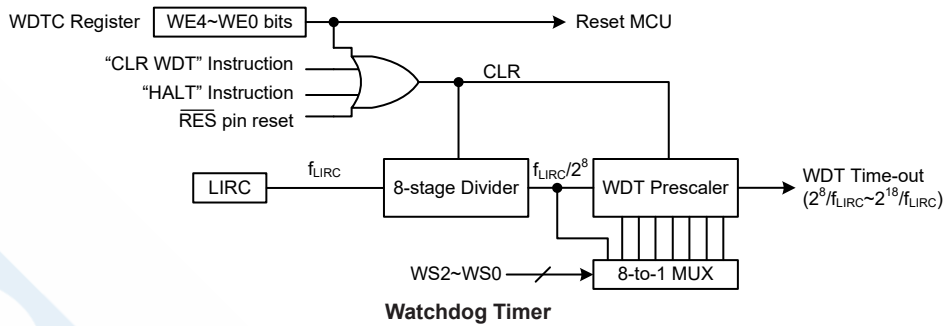 WDTC Register WE4~WE0 bits Reset MCU
“CLR WDT” Instruction
CLR
“HALT” Instruction
RES pin reset
fLIRC/2^8
fLIRC
WDT Time-out
LIRC 8-stage Divider WDT Prescaler
(2^8/fLIRC~2^18/fLIRC)
WS2~WS0 8-to-1 MUX
Watchdog Timer